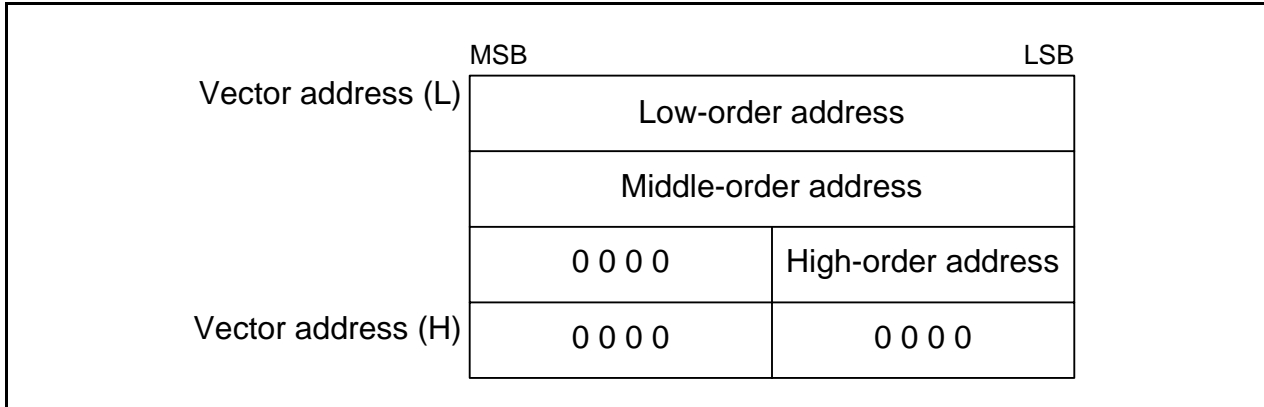 MSB LSB
Vector address (L) Low-order address
Middle-order address
0 0 0 0 High-order address
Vector address (H) 0 0 0 0 0 0 0 0